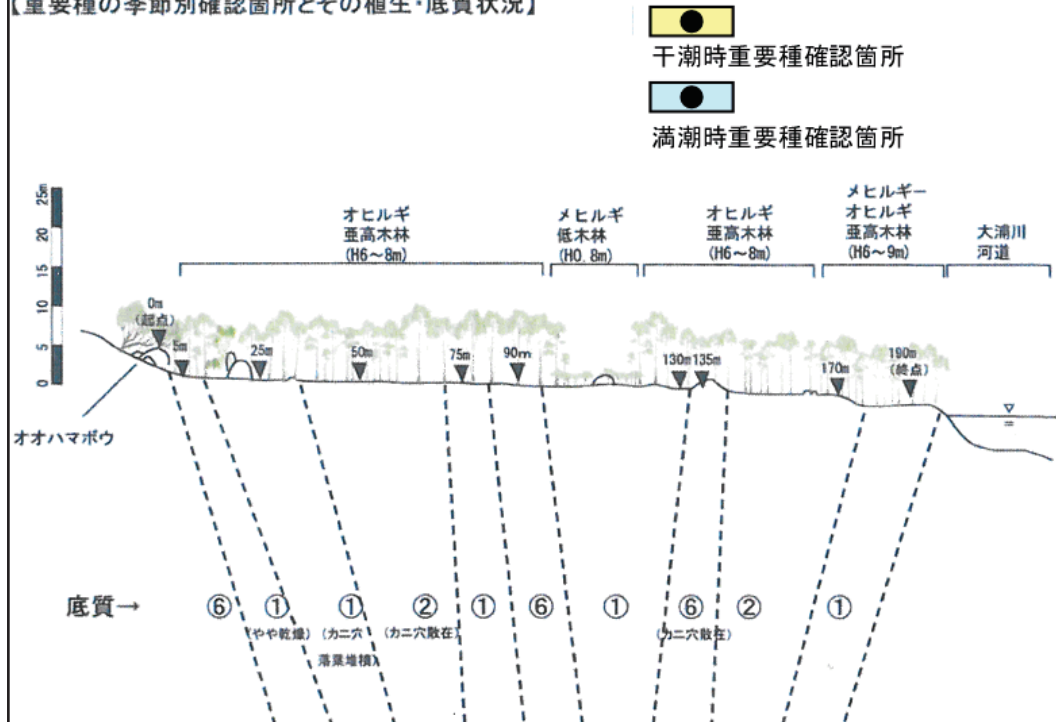 【重要種の季節別確認箇所とその植生・底質状況】
干潮時重要種確認箇所
満潮時重要種確認箇所
25m
20
15
10
5
0
オヒルギ
亜高木林
(H6～8m)
メヒルギ
低木林
(H0.8m)
オヒルギ
亜高木林
(H6～8m)
メヒルギー
オヒルギ
亜高木林
(H6～9m)
大浦川
河道
0m
(起点)
5m
25m
50m
75m
90m
130m
135m
170m
190m
(終点)
オオハマボウ
底質→
⑥
①
(やや乾燥)
①
(カニ穴
落葉堆積)
②
(カニ穴散在)
①
⑥
①
⑥
(カニ穴散在)
②
①